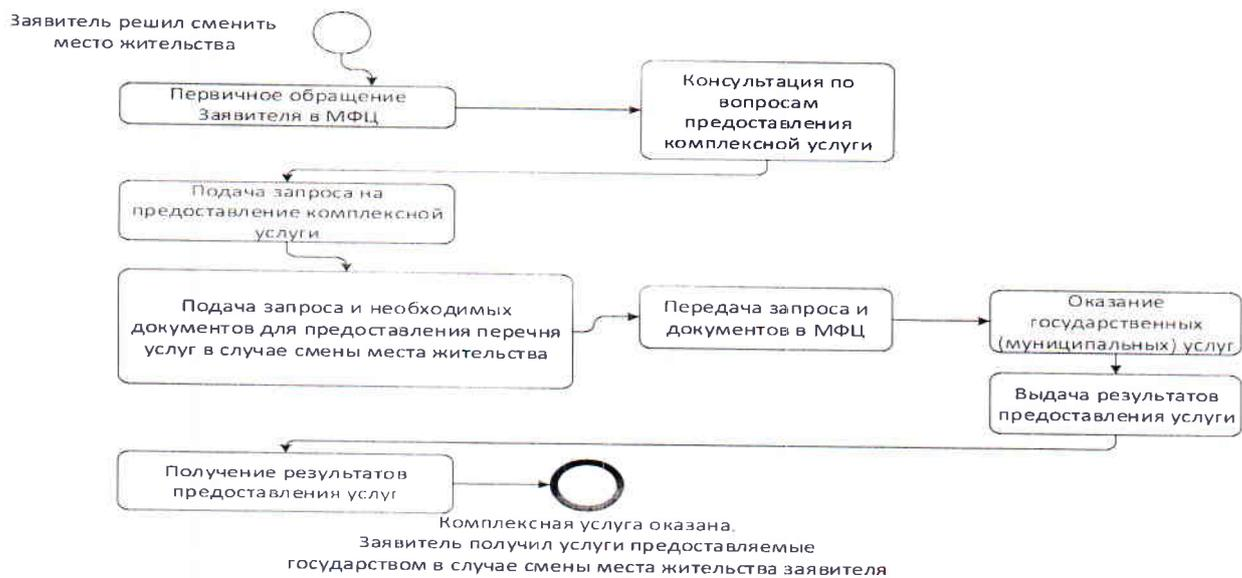 Заявитель решил сменить
место жительства
Первичное обращение
Заявителя в МФЦ
Консультация по
вопросам
предоставления
комплексной услуги
Подача запроса на
предоставление комплексной
услуги
Подача запроса и необходимых
документов для предоставления перечня
услуг в случае смены места жительства
Передача запроса и
документов в МФЦ
Оказание
государственных
(муниципальных) услуг
Выдача результатов
предоставления услуги
Получение результатов
предоставления услуг
Комплексная услуга оказана.
Заявитель получил услуги предоставляемые
государством в случае смены места жительства заявителя